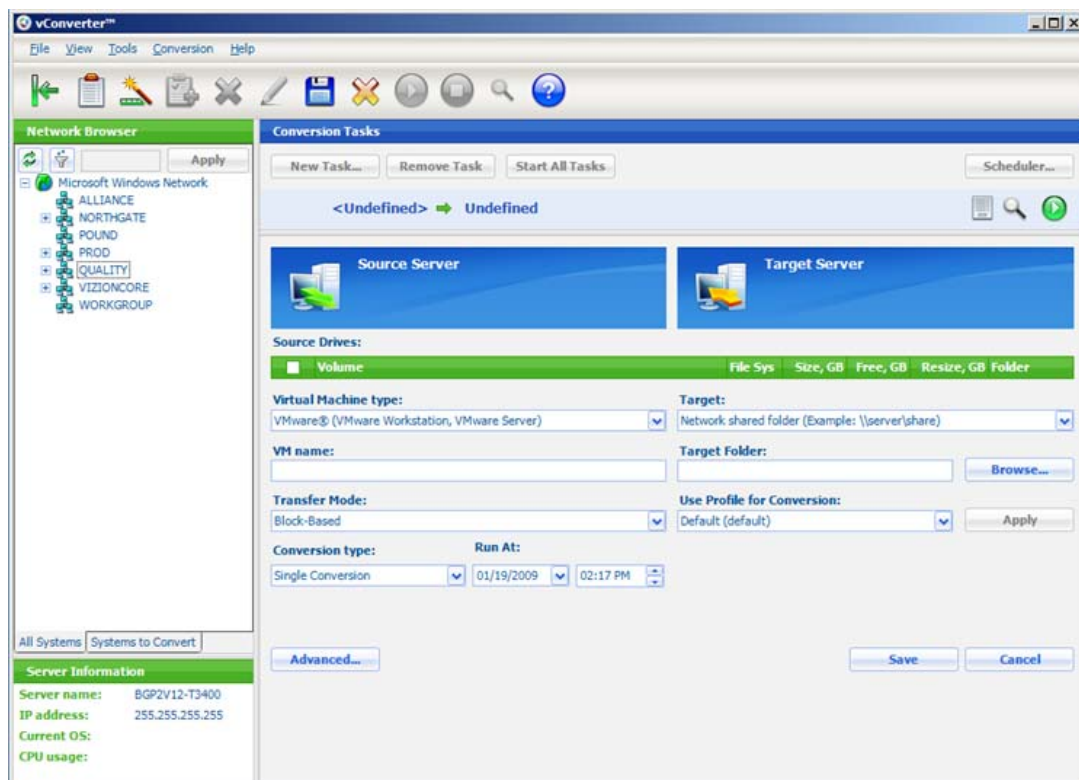 vConverter™
File View Tools Conversion Help
Network Browser
Apply
Microsoft Windows Network
ALLIANCE
NORTHGATE
POUND
PROD
QUALITY
VIZIONCORE
WORKGROUP
All Systems Systems to Convert
Server Information
Server name: BGP2V12-T3400
IP address: 255.255.255.255
Current OS:
CPU usage:
Conversion Tasks
New Task... Remove Task Start All Tasks Scheduler...
<Undefined> Undefined
Source Server Target Server
Source Drives:
Volume File Sys Size, GB Free, GB Resize, GB Folder
Virtual Machine type: Target:
VMware® (VMware Workstation, VMware Server) Network shared folder (Example: \\server\share)
VM name: Target Folder:
Browse...
Transfer Mode: Use Profile for Conversion:
Block-Based Default (default) Apply
Conversion type: Run At:
Single Conversion 01/19/2009 02:17 PM
Advanced... Save Cancel